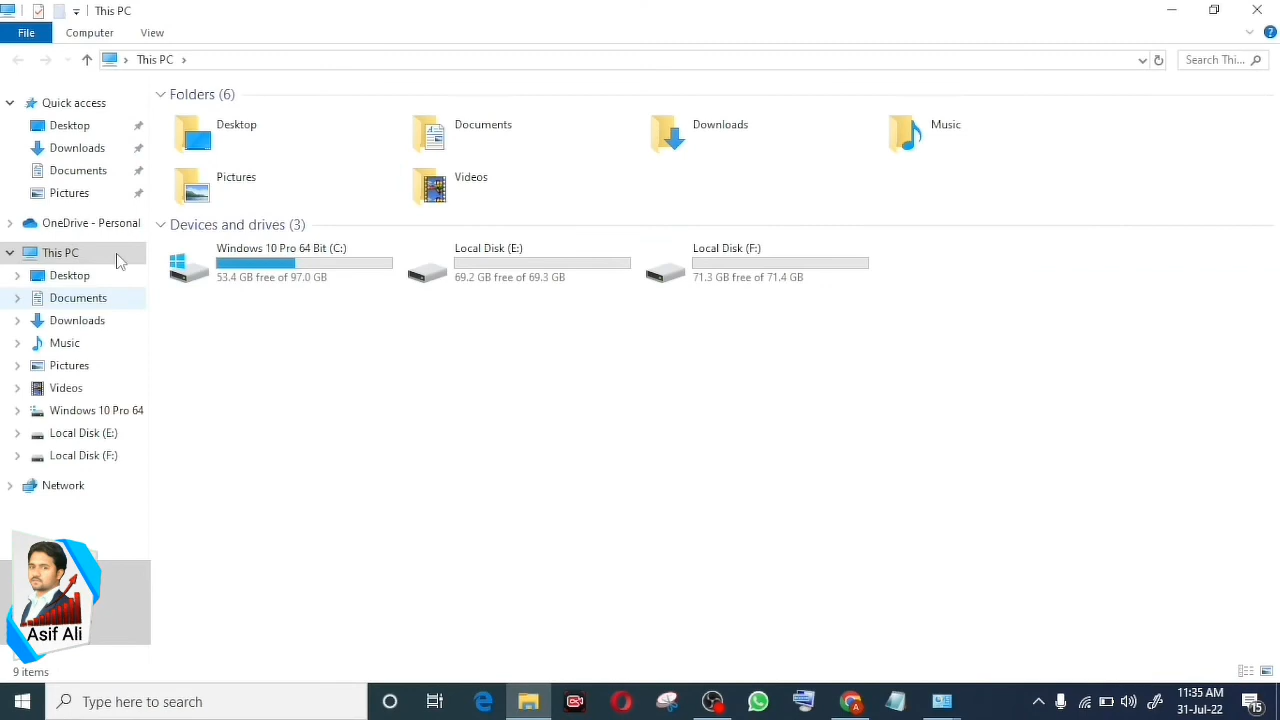 This PC
File
Computer
View
This PC
Search Thi...
Quick access
Desktop
Downloads
Documents
Pictures
OneDrive - Personal
This PC
Desktop
Documents
Downloads
Music
Pictures
Videos
Windows 10 Pro 64
Local Disk (E:)
Local Disk (F:)
Network
Folders (6)
Desktop
Documents
Downloads
Music
Pictures
Videos
Devices and drives (3)
Windows 10 Pro 64 Bit (C:)
53.4 GB free of 97.0 GB
Local Disk (E:)
69.2 GB free of 69.3 GB
Local Disk (F:)
71.3 GB free of 71.4 GB
Asif Ali
9 items
Type here to search
11:35 AM
31-Jul-22
15